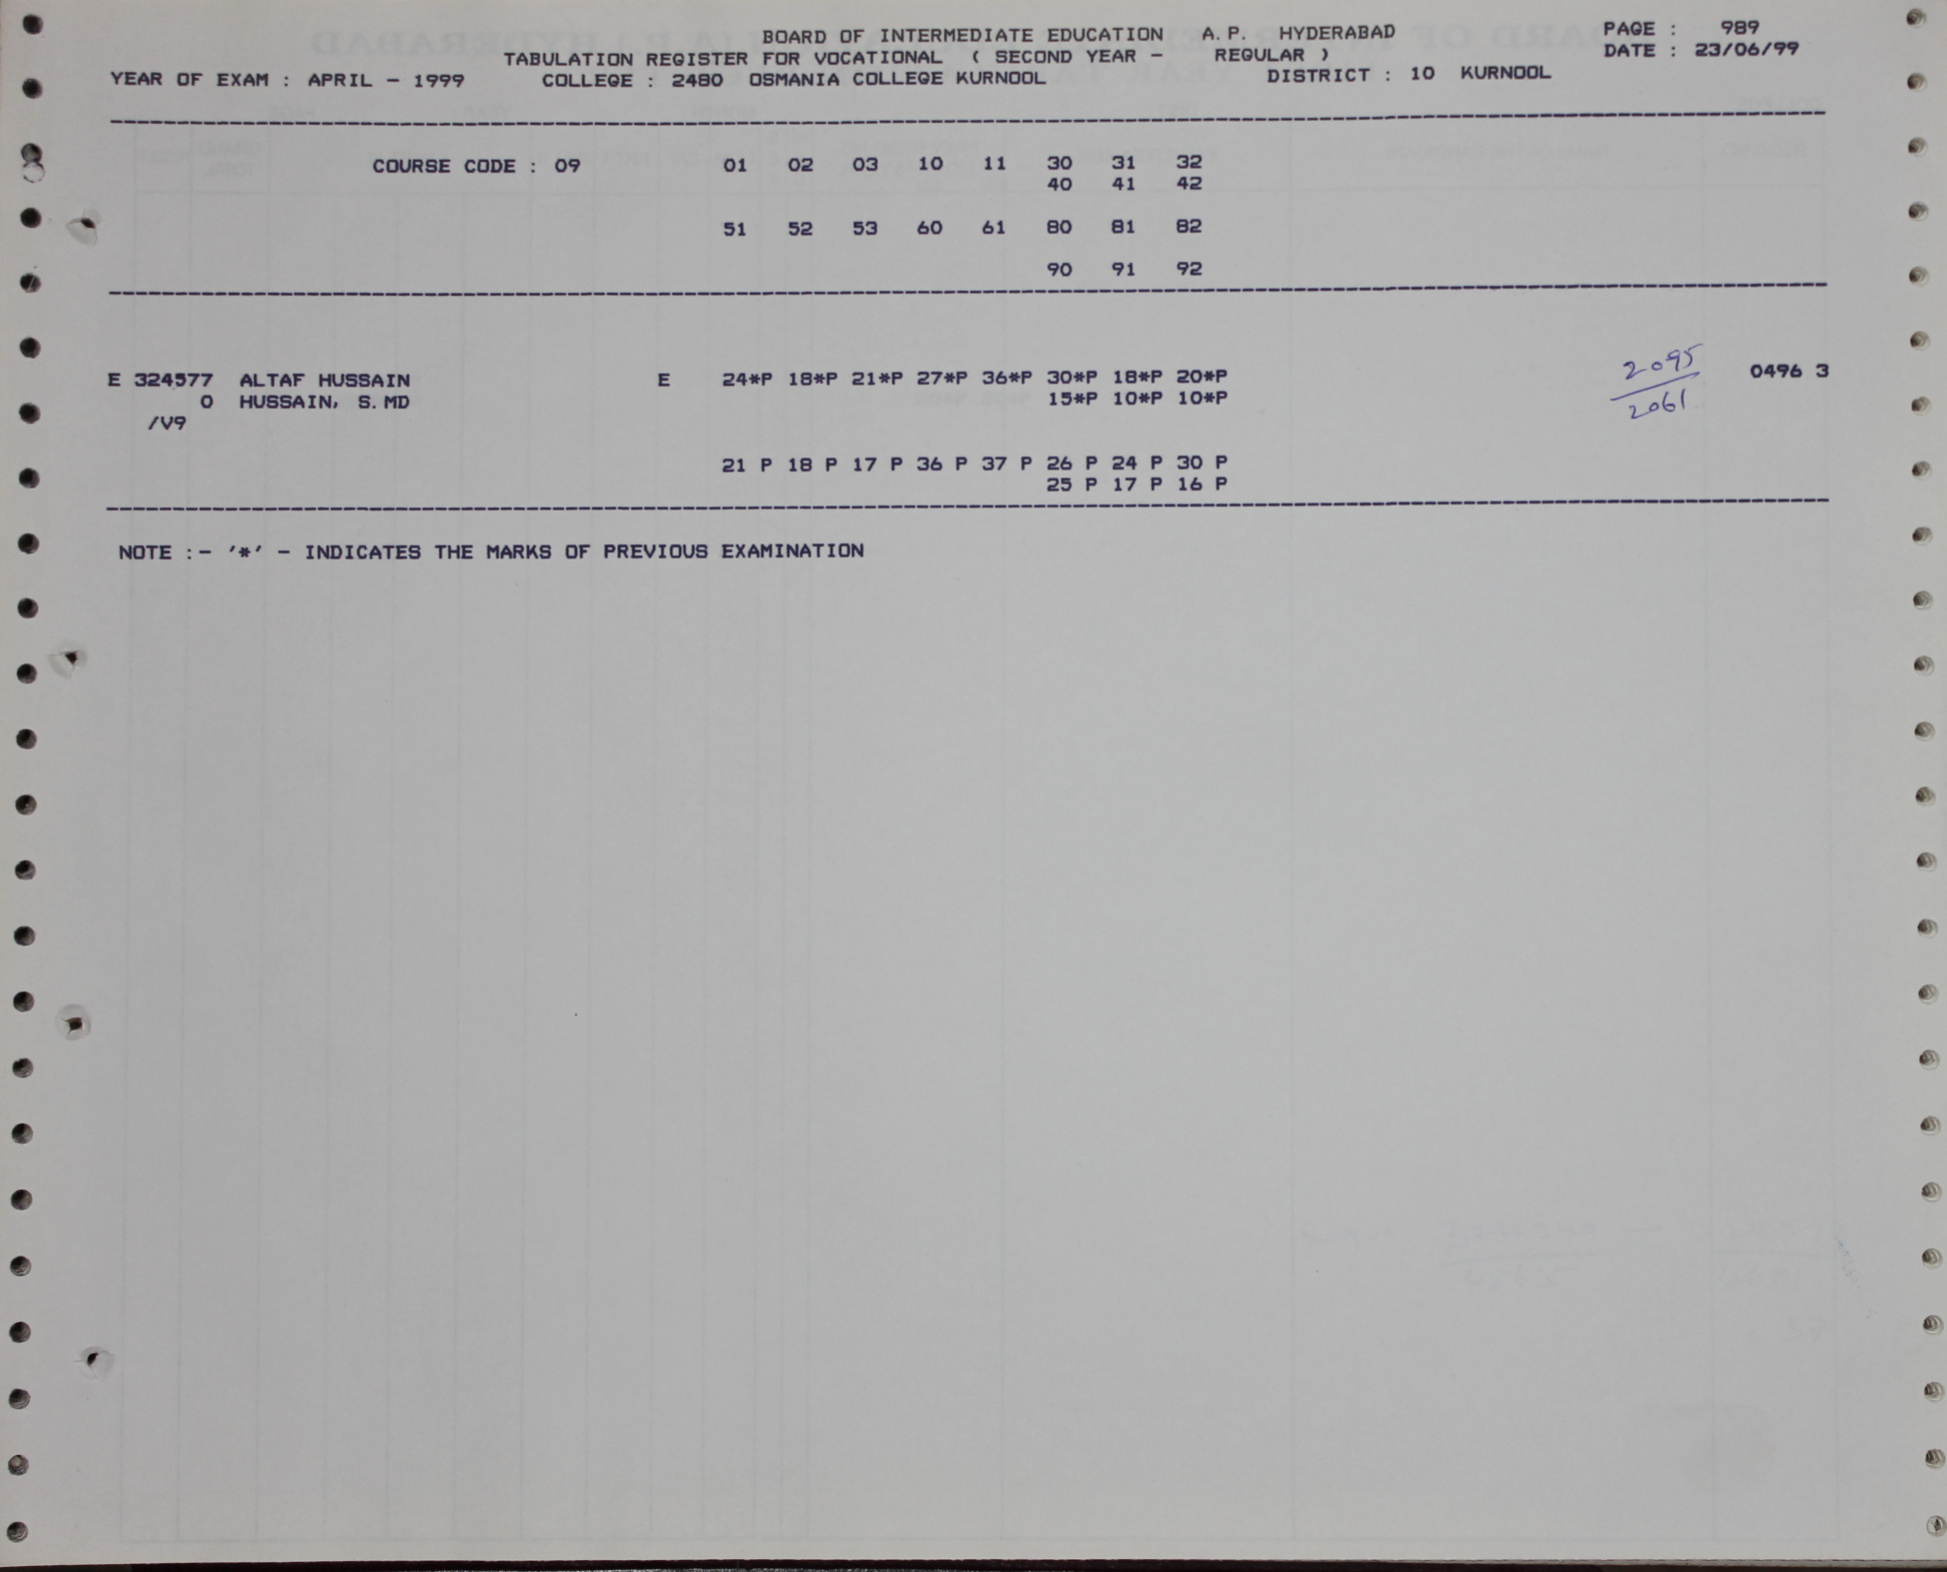 BOARD OF INTERMEDIATE EDUCATION A.P. HYDERABAD PAGE : 989
TABULATION REGISTER FOR VOCATIONAL ( SECOND YEAR - REGULAR ) DATE : 23/06/99
YEAR OF EXAM : APRIL - 1999 COLLEGE : 2480 OSMANIA COLLEGE KURNOOL DISTRICT : 10 KURNOOL
COURSE CODE : 09 01 02 03 10 11 30 31 32
40 41 42
51 52 53 60 61 80 81 82
90 91 92
E 324577 ALTAF HUSSAIN E 24*P 18*P 21*P 27*P 36*P 30*P 18*P 20*P 2095 0496 3
0 HUSSAIN, S.MD 15*P 10*P 10*P 2061
/V9
21 P 18 P 17 P 36 P 37 P 26 P 24 P 30 P
25 P 17 P 16 P
NOTE :- '*' - INDICATES THE MARKS OF PREVIOUS EXAMINATION